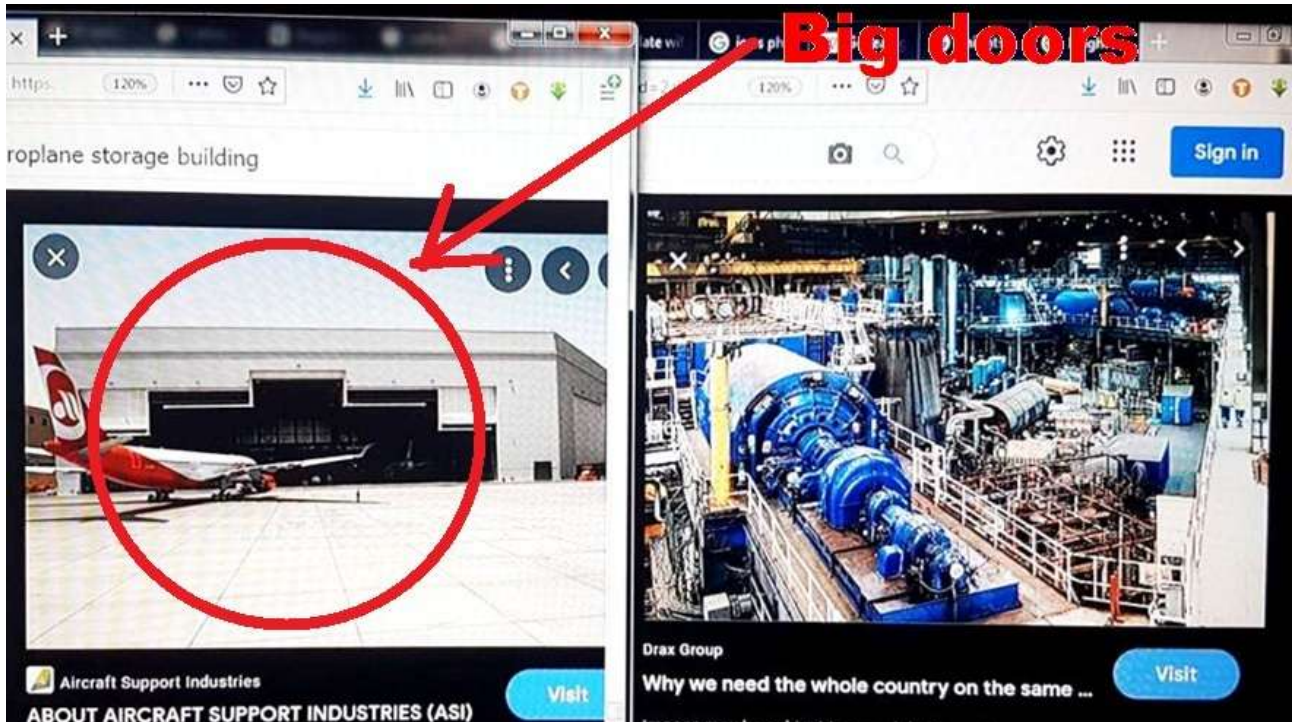 Big doors
https
120%
120%
roplane storage building
Sign in
Aircraft Support Industries
Visit
ABOUT AIRCRAFT SUPPORT INDUSTRIES (ASI)
Drax Group
Why we need the whole country on the same ...
Visit